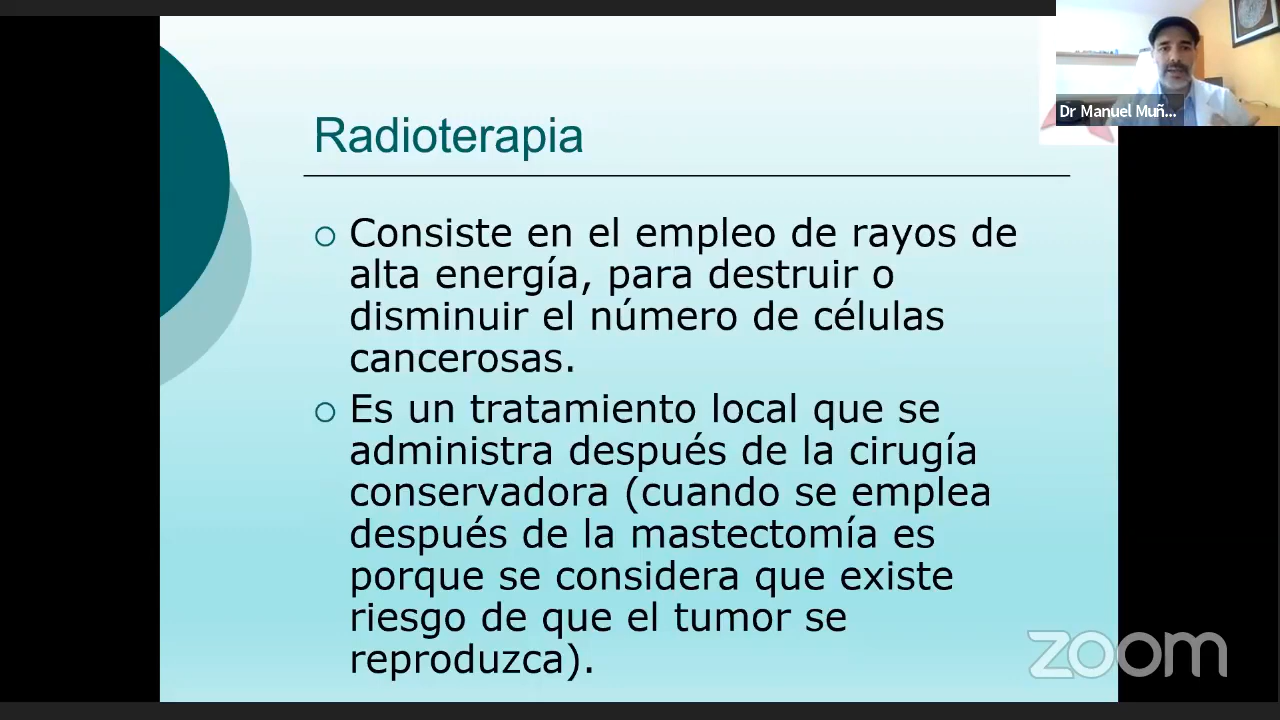 Dr Manuel Muñ...
Radioterapia
Consiste en el empleo de rayos de
alta energía, para destruir o
disminuir el número de células
cancerosas.
Es un tratamiento local que se
administra después de la cirugía
conservadora (cuando se emplea
después de la mastectomía es
porque se considera que existe
riesgo de que el tumor se
reproduzca).
zoom